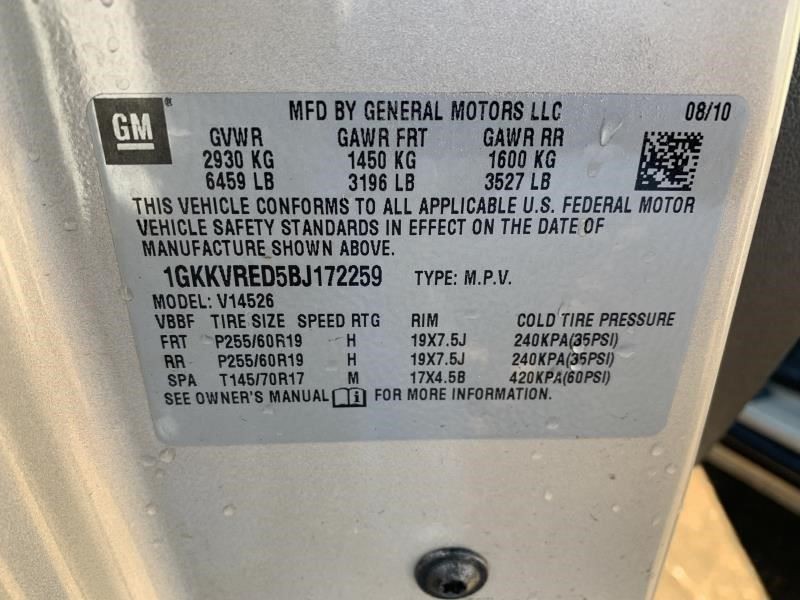 GM® MFD BY GENERAL MOTORS LLC 08/10
GVWR GAWR FRT GAWR RR
2930 KG 1450 KG 1600 KG
6459 LB 3196 LB 3527 LB
THIS VEHICLE CONFORMS TO ALL APPLICABLE U.S. FEDERAL MOTOR
VEHICLE SAFETY STANDARDS IN EFFECT ON THE DATE OF
MANUFACTURE SHOWN ABOVE.
1GKKVRED5BJ172259 TYPE: M.P.V.
MODEL: V14526
VBBF TIRE SIZE SPEED RTG RIM COLD TIRE PRESSURE
FRT P255/60R19 H 19X7.5J 240KPA(35PSI)
RR P255/60R19 H 19X7.5J 240KPA(35PSI)
SPA T145/70R17 M 17X4.5B 420KPA(60PSI)
SEE OWNER'S MANUAL i FOR MORE INFORMATION.